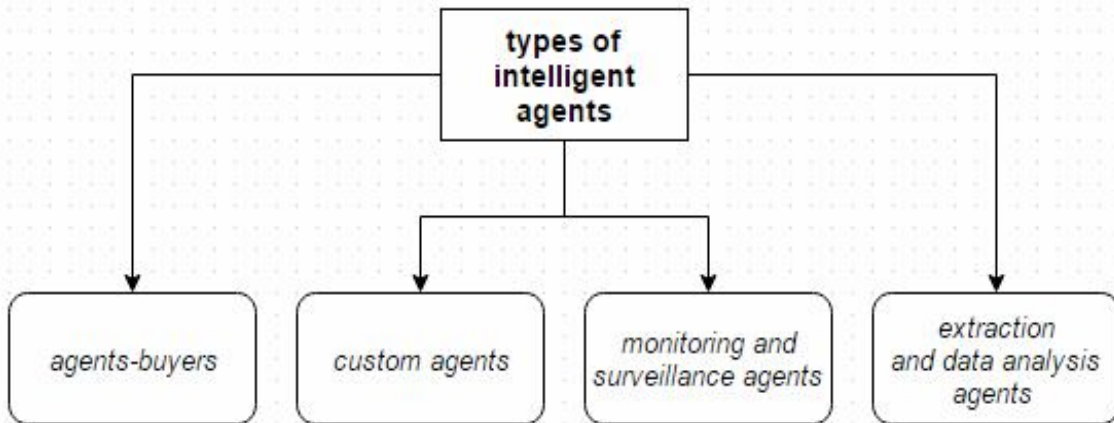 types of
intelligent
agents
agents-buyers
custom agents
monitoring and
surveillance agents
extraction
and data analysis
agents